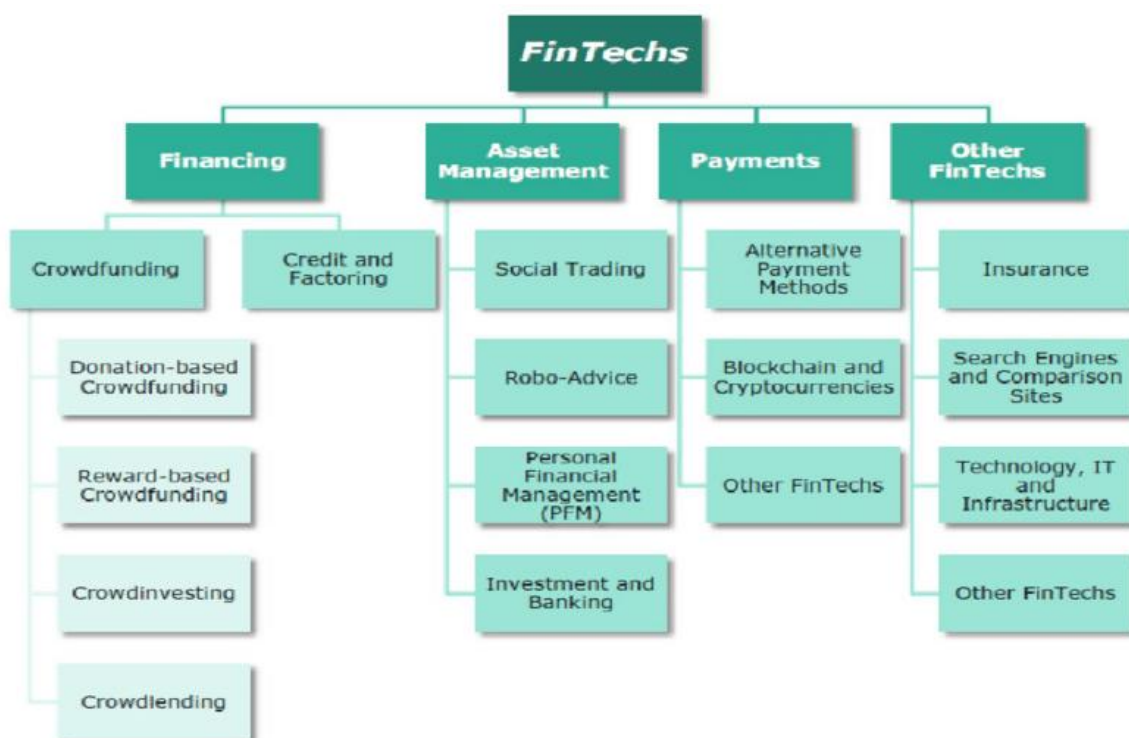 FinTechs
Financing
Asset
Management
Payments
Other
FinTechs
Crowdfunding
Credit and
Factoring
Social Trading
Alternative
Payment
Methods
Insurance
Donation-based
Crowdfunding
Robo-Advice
Blockchain and
Cryptocurrencies
Search Engines
and Comparison
Sites
Reward-based
Crowdfunding
Personal
Financial
Management
(PFM)
Other FinTechs
Technology, IT
and
Infrastructure
Crowdinvesting
Investment and
Banking
Other FinTechs
Crowdlending